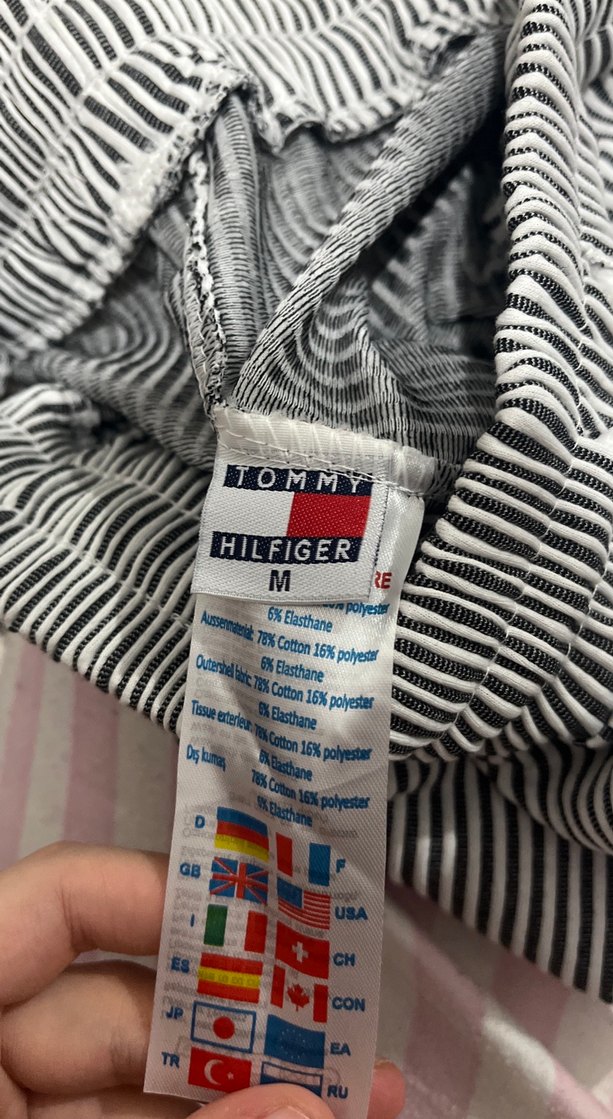 TOMMY
HILFIGER
M
RE
polyester
6% Elasthane
Aussenmaterial: 78% Cotton 16% polyester
6% Elasthane
Outershell fabric 78% Cotton 16% polyester
6% Elasthane
Tissue exterieur: 78% Cotton 16% polyester
6% Elasthane
Dış kumaş
78% Cotton 16% polyester
6% Elasthane
D
F
GB
USA
I
CH
ES
CON
JP
EA
TR
RU